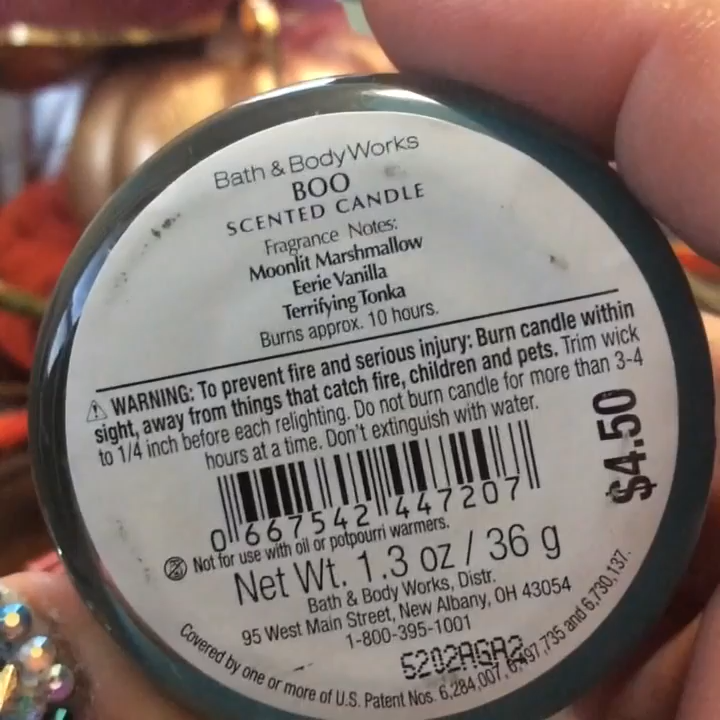 Bath & Body Works
BOO
SCENTED CANDLE
Fragrance Notes:
Moonlit Marshmallow
Eerie Vanilla
Terrifying Tonka
Burns approx. 10 hours.
WARNING: To prevent fire and serious injury: Burn candle within
sight, away from things that catch fire, children and pets. Trim wick
to 1/4 inch before each relighting. Do not burn candle for more than 3-4
hours at a time. Don't extinguish with water.
$4.50
0 667542 447207
Not for use with oil or potpourri warmers.
Net Wt. 1.3 oz / 36 g
Bath & Body Works, Distr.
95 West Main Street, New Albany, OH 43054
1-800-395-1001
5202AGA2
Covered by one or more of U.S. Patent Nos. 6,284,007, 6,497,735 and 6,730,137.